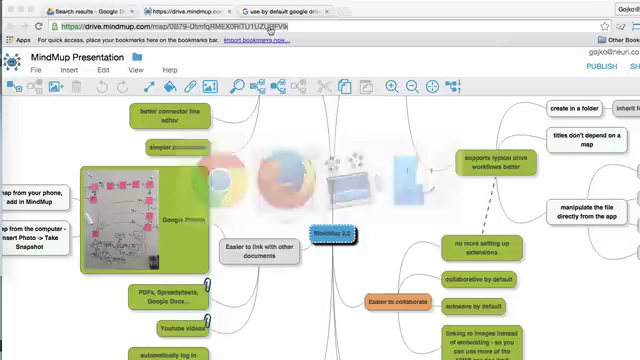 Search results - Google D
https://drive.mindmup.com
use by default google drive
Gojko
For quick access, place your bookmarks here on the bookmarks bar. Import bookmarks now...
Other Bo
MindMup Presentation
gojko@neuri.co
File Insert Edit View Help
PUBLISH SH
better connector line
editor
create in a folder
inherit f
titles don't depend on a
map
supports typical drive
workflows better
simpler
map from your phone,
add in MindMup
Google Photos
manipulate the file
directly from the app
map from the computer -
Insert Photo -> Take
Snapshot
MindMup 2.0
Easier to link with other
documents
no more setting up
extensions
collaborative by default
PDFs, Spreadsheets,
Google Docs...
Easier to collaborate
autosave by default
Youtube videos
linking to images instead
of embedding - so you
can use more of the
automatically log in